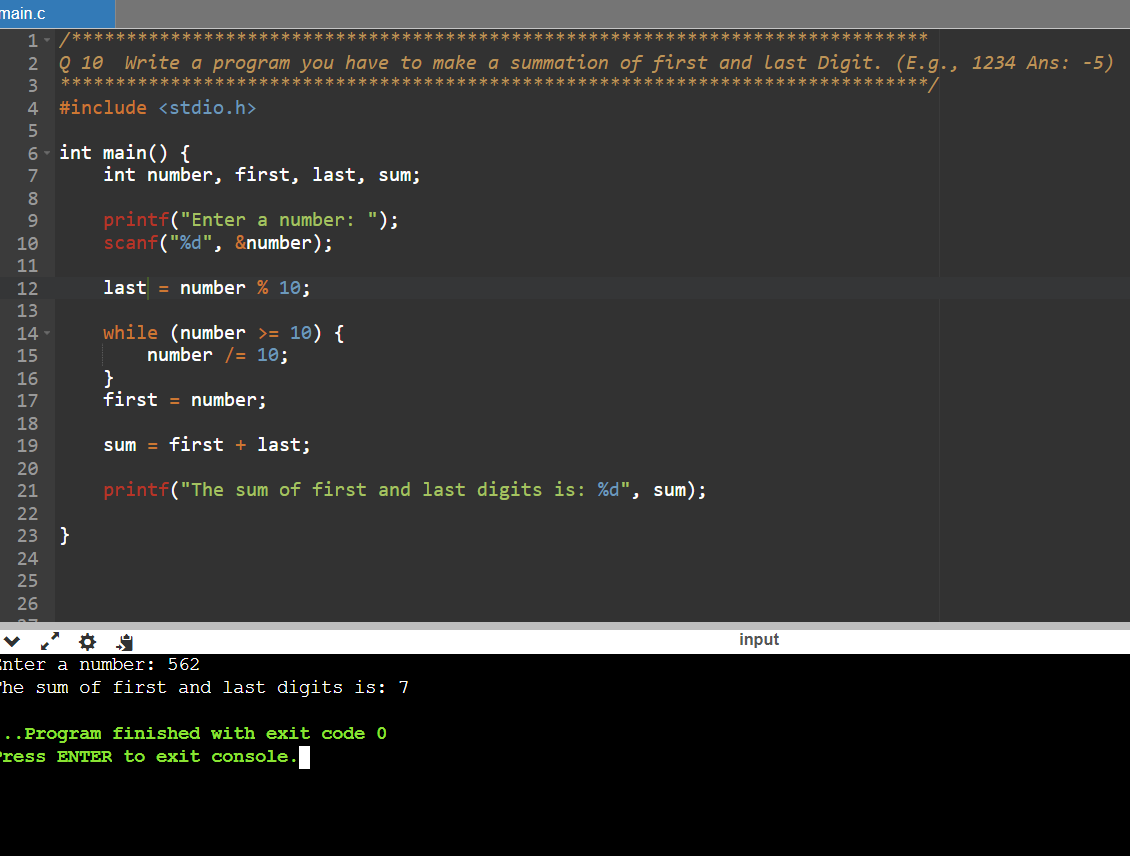 main.c
1 /******************************************************************************
2 Q 10  Write a program you have to make a summation of first and last Digit. (E.g., 1234 Ans: -5)
3 *******************************************************************************/
4 #include <stdio.h>
5
6 int main() {
7     int number, first, last, sum;
8
9     printf("Enter a number: ");
10     scanf("%d", &number);
11
12     last = number % 10;
13
14     while (number >= 10) {
15         number /= 10;
16     }
17     first = number;
18
19     sum = first + last;
20
21     printf("The sum of first and last digits is: %d", sum);
22
23 }
24
25
26
input
nter a number: 562
he sum of first and last digits is: 7
..Program finished with exit code 0
ress ENTER to exit console.